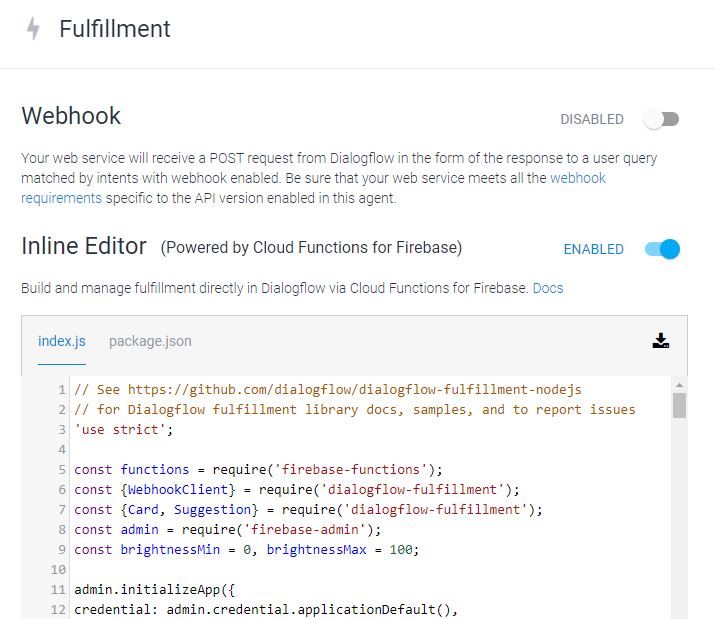 Fulfillment
Webhook
DISABLED
Your web service will receive a POST request from Dialogflow in the form of the response to a user query
matched by intents with webhook enabled. Be sure that your web service meets all the webhook
requirements specific to the API version enabled in this agent.
Inline Editor (Powered by Cloud Functions for Firebase)
ENABLED
Build and manage fulfillment directly in Dialogflow via Cloud Functions for Firebase. Docs
index.js package.json
1 // See https://github.com/dialogflow/dialogflow-fulfillment-nodejs
2 // for Dialogflow fulfillment library docs, samples, and to report issues
3 'use strict';
4
5 const functions = require('firebase-functions');
6 const {WebhookClient} = require('dialogflow-fulfillment');
7 const {Card, Suggestion} = require('dialogflow-fulfillment');
8 const admin = require('firebase-admin');
9 const brightnessMin = 0, brightnessMax = 100;
10
11 admin.initializeApp({
12 credential: admin.credential.applicationDefault(),